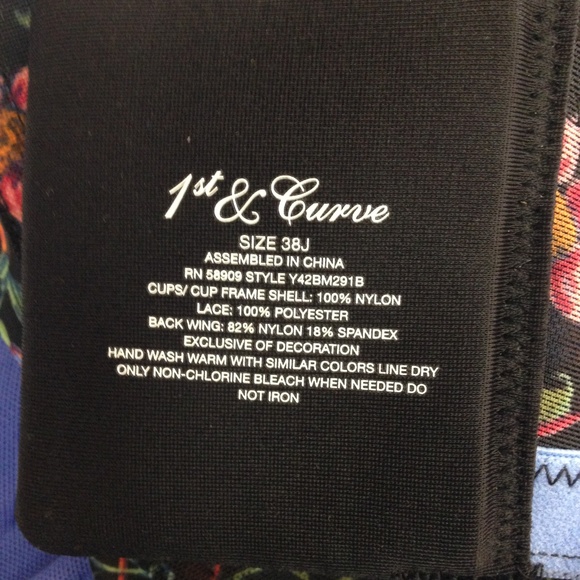 1st & Curve
SIZE 38J
ASSEMBLED IN CHINA
RN 58909 STYLE Y42BM291B
CUPS/ CUP FRAME SHELL: 100% NYLON
LACE: 100% POLYESTER
BACK WING: 82% NYLON 18% SPANDEX
EXCLUSIVE OF DECORATION
HAND WASH WARM WITH SIMILAR COLORS LINE DRY
ONLY NON-CHLORINE BLEACH WHEN NEEDED DO
NOT IRON